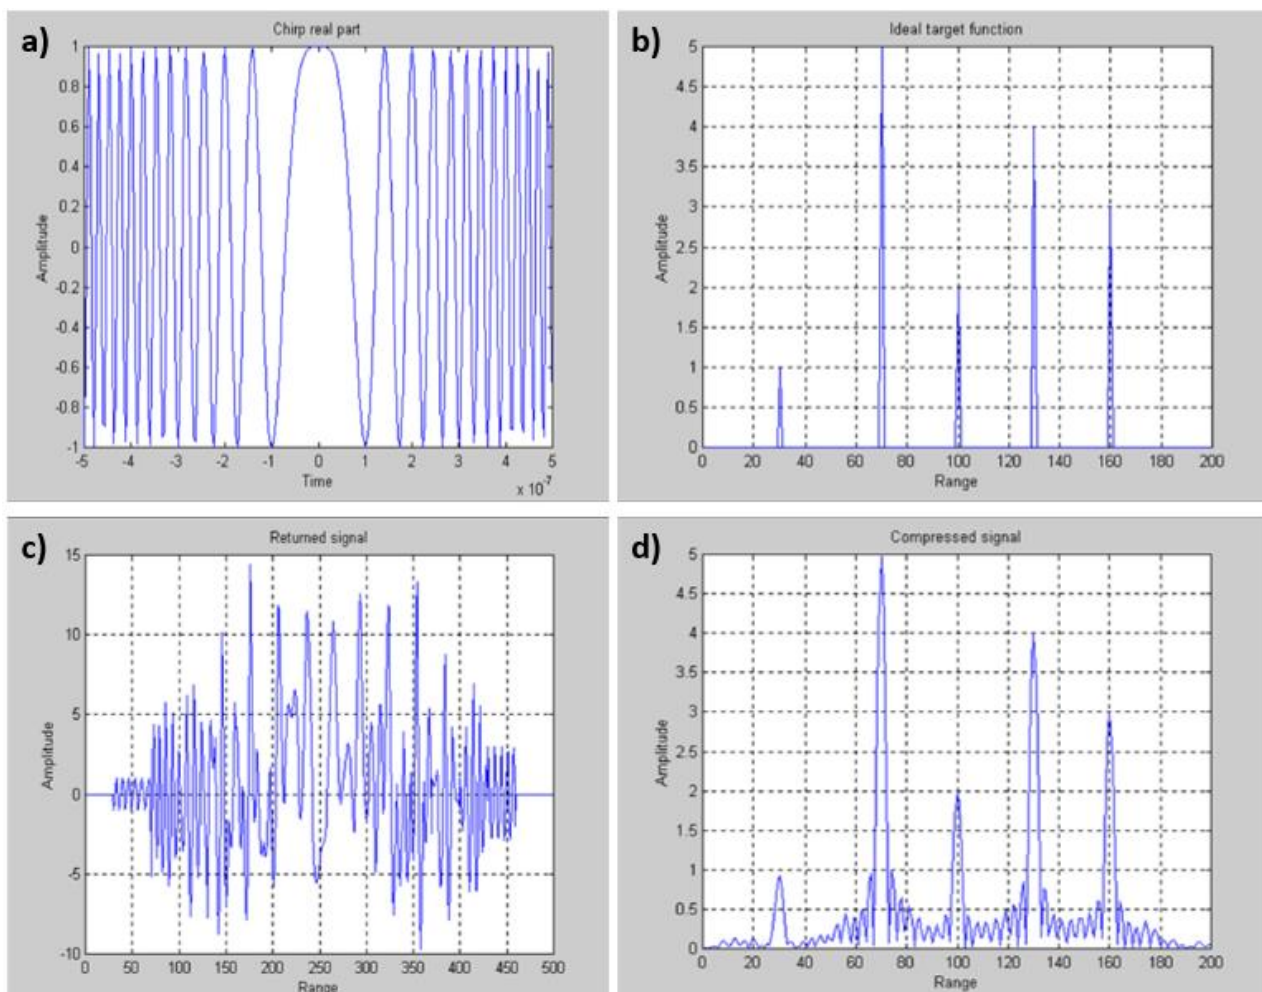 a)
Chirp real part
1
0.8
0.6
0.4
0.2
0
-0.2
-0.4
-0.6
-0.8
-1
Amplitude
-5 -4 -3 -2 -1 0 1 2 3 4 5
Time
x 10⁻⁷
b)
Ideal target function
5
4.5
4
3.5
3
2.5
2
1.5
1
0.5
0
Amplitude
0 20 40 60 80 100 120 140 160 180 200
Range
c)
Returned signal
15
10
5
0
-5
-10
Amplitude
0 50 100 150 200 250 300 350 400 450 500
Range
d)
Compressed signal
5
4.5
4
3.5
3
2.5
2
1.5
1
0.5
0
Amplitude
0 20 40 60 80 100 120 140 160 180 200
Range